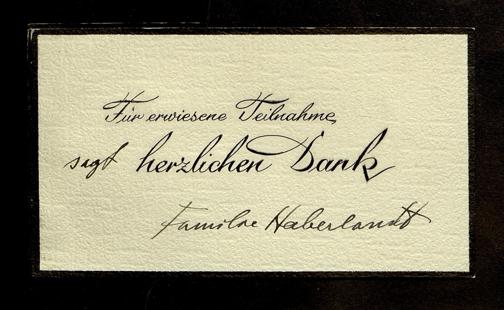 Für erwiesene Teilnahme
sagt herzlichen Dank
Familie Haberlandt